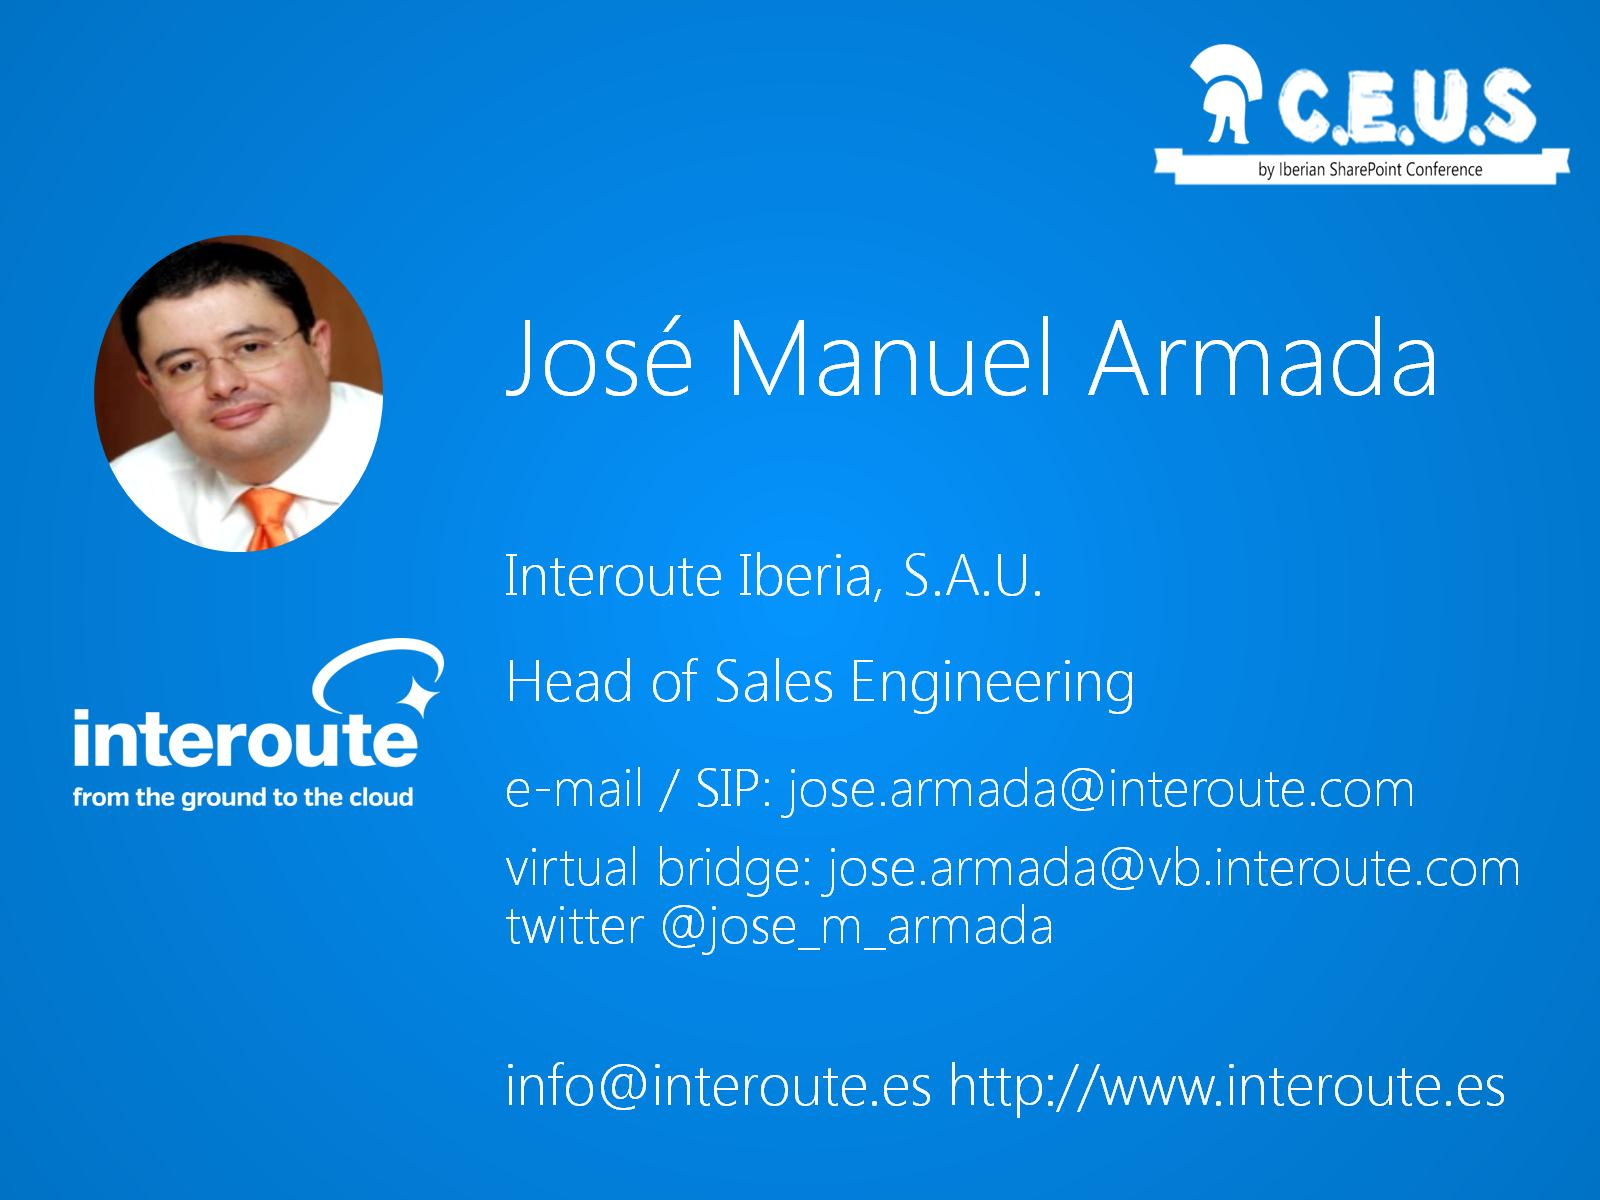 C.E.U.S
by Iberian SharePoint Conference
José Manuel Armada
Interoute Iberia, S.A.U.
Head of Sales Engineering
interoute
from the ground to the cloud
e-mail / SIP: jose.armada@interoute.com
virtual bridge: jose.armada@vb.interoute.com
twitter @jose_m_armada
info@interoute.es http://www.interoute.es